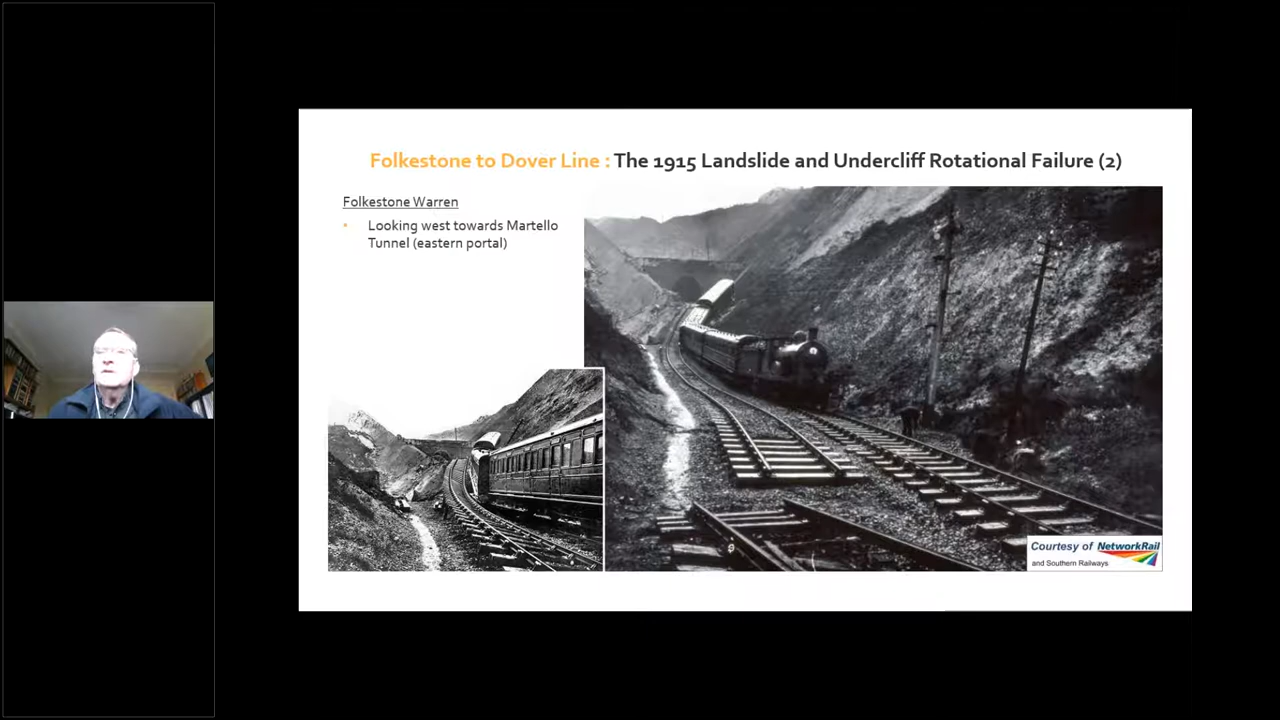 Folkestone to Dover Line : The 1915 Landslide and Undercliff Rotational Failure (2)
Folkestone Warren
• Looking west towards Martello
Tunnel (eastern portal)
Courtesy of NetworkRail
and Southern Railways